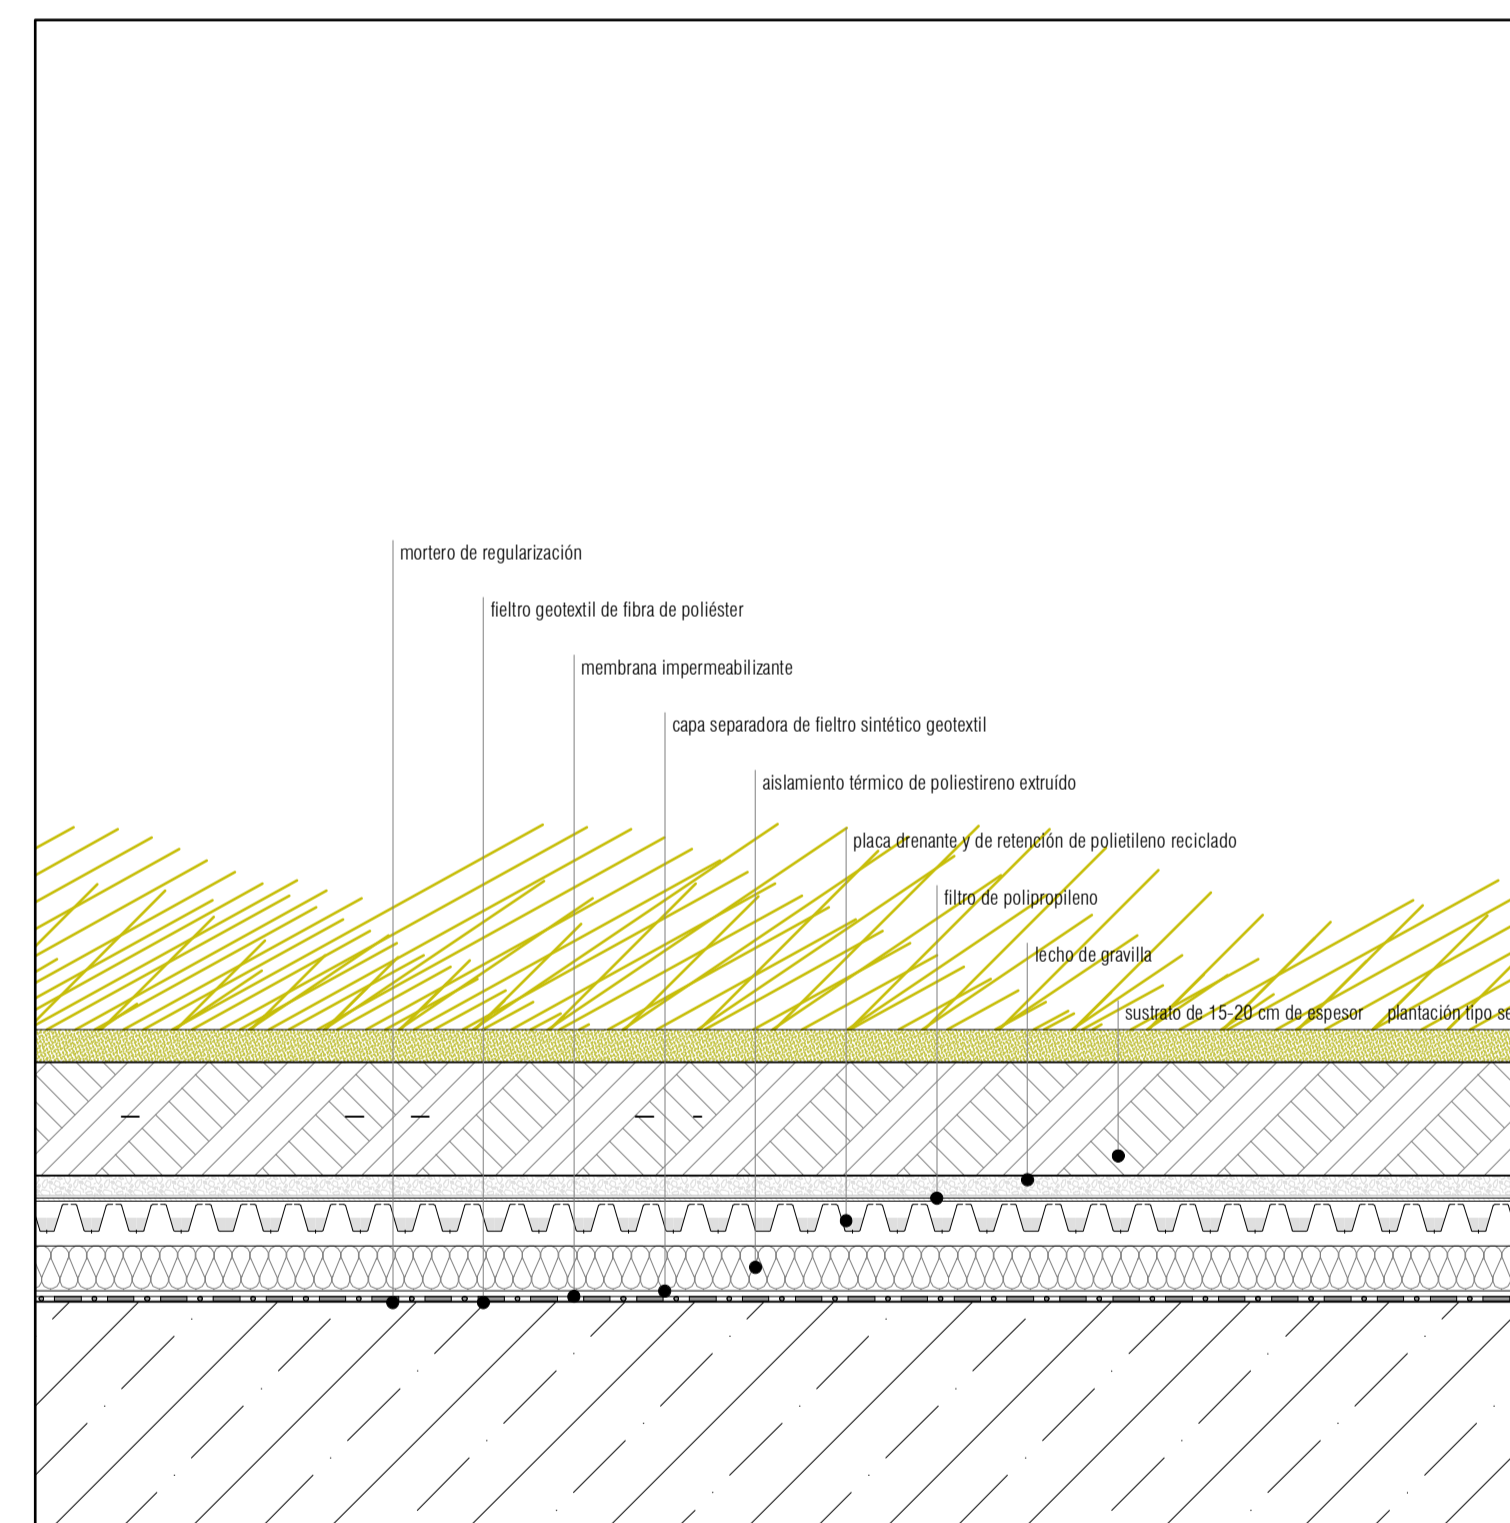 mortero de regularización
fieltro geotextil de fibra de poliéster
membrana impermeabilizante
capa separadora de fieltro sintético geotextil
aislamiento térmico de poliestireno extruído
placa drenante y de retención de polietileno reciclado
filtro de polipropileno
lecho de gravilla
sustrato de 15-20 cm de espesor plantación tipo